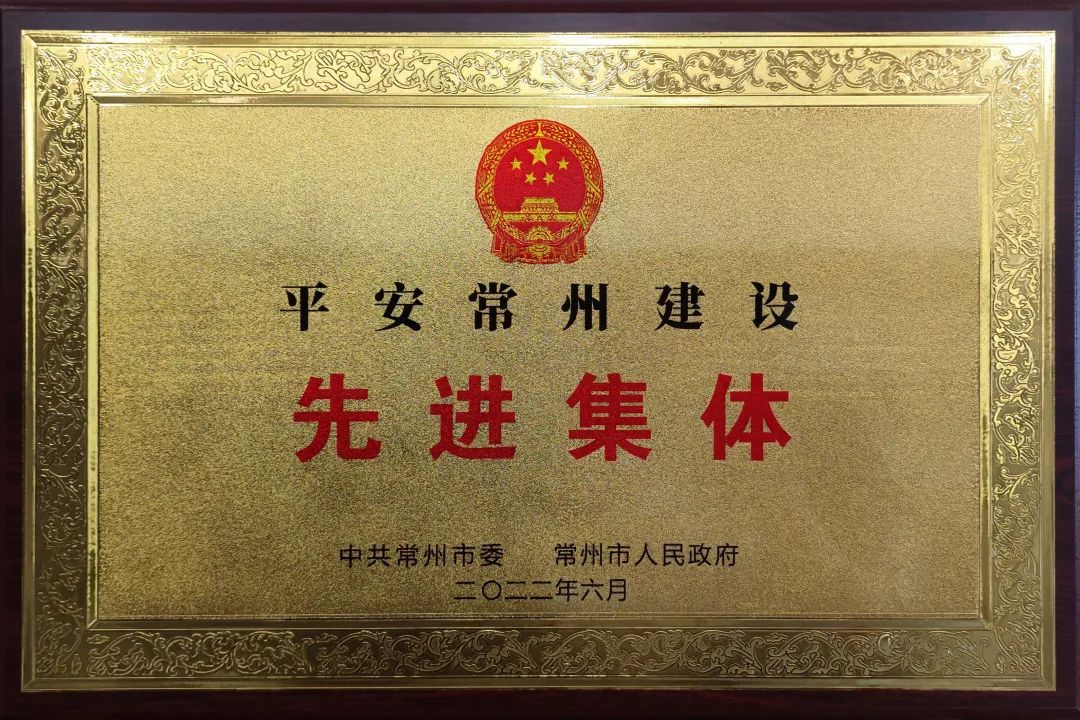 平安常州建设
先进集体
中共常州市委 常州市人民政府
二〇二二年六月